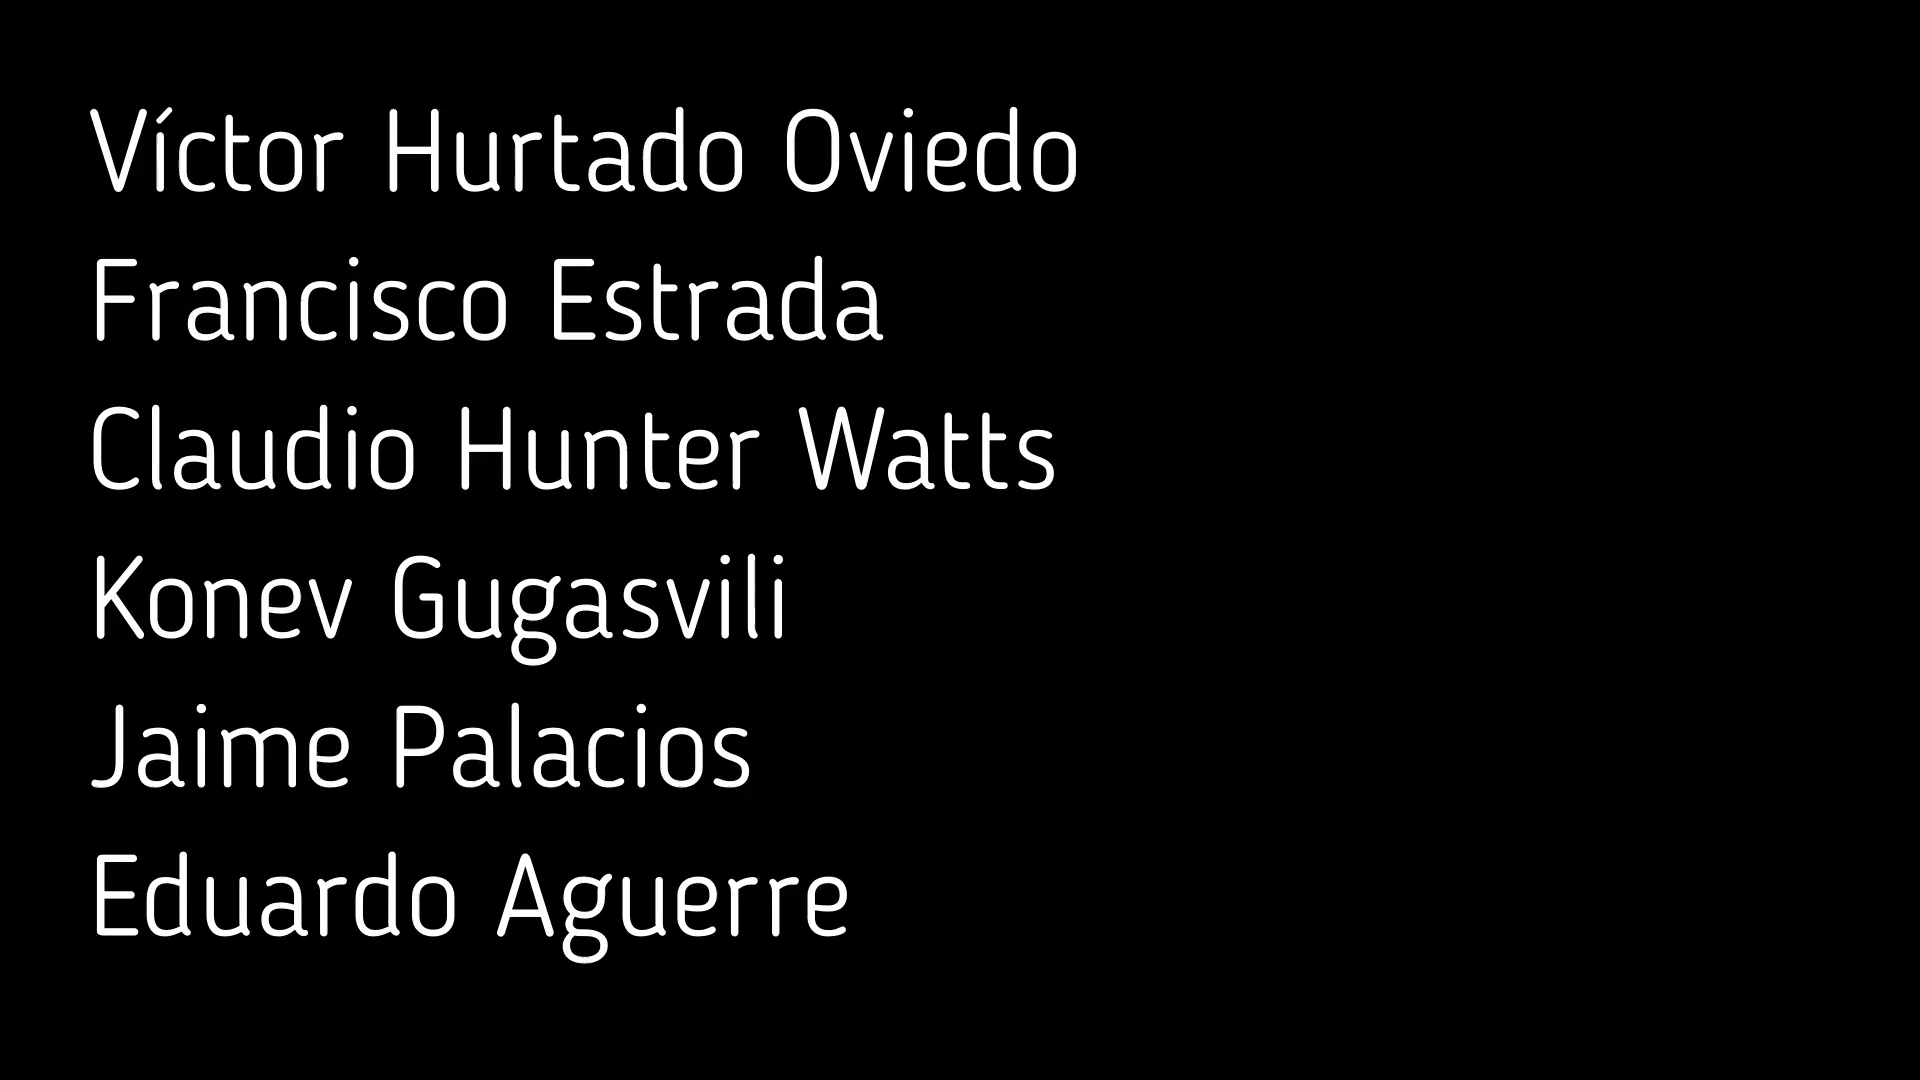 Víctor Hurtado Oviedo
Francisco Estrada
Claudio Hunter Watts
Konev Gugasvili
Jaime Palacios
Eduardo Aguerre